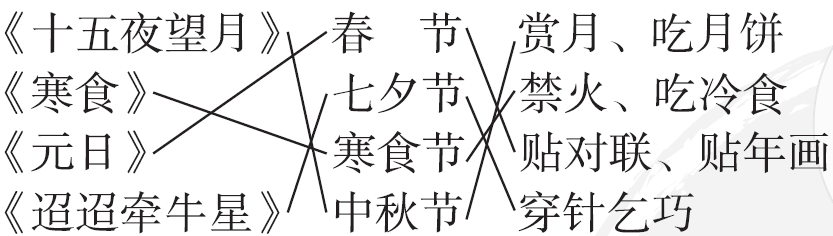 《十五夜望月》 春 节 赏月、吃月饼
《寒食》 七夕节 禁火、吃冷食
《元日》 寒食节 贴对联、贴年画
《迢迢牵牛星》 中秋节 穿针乞巧